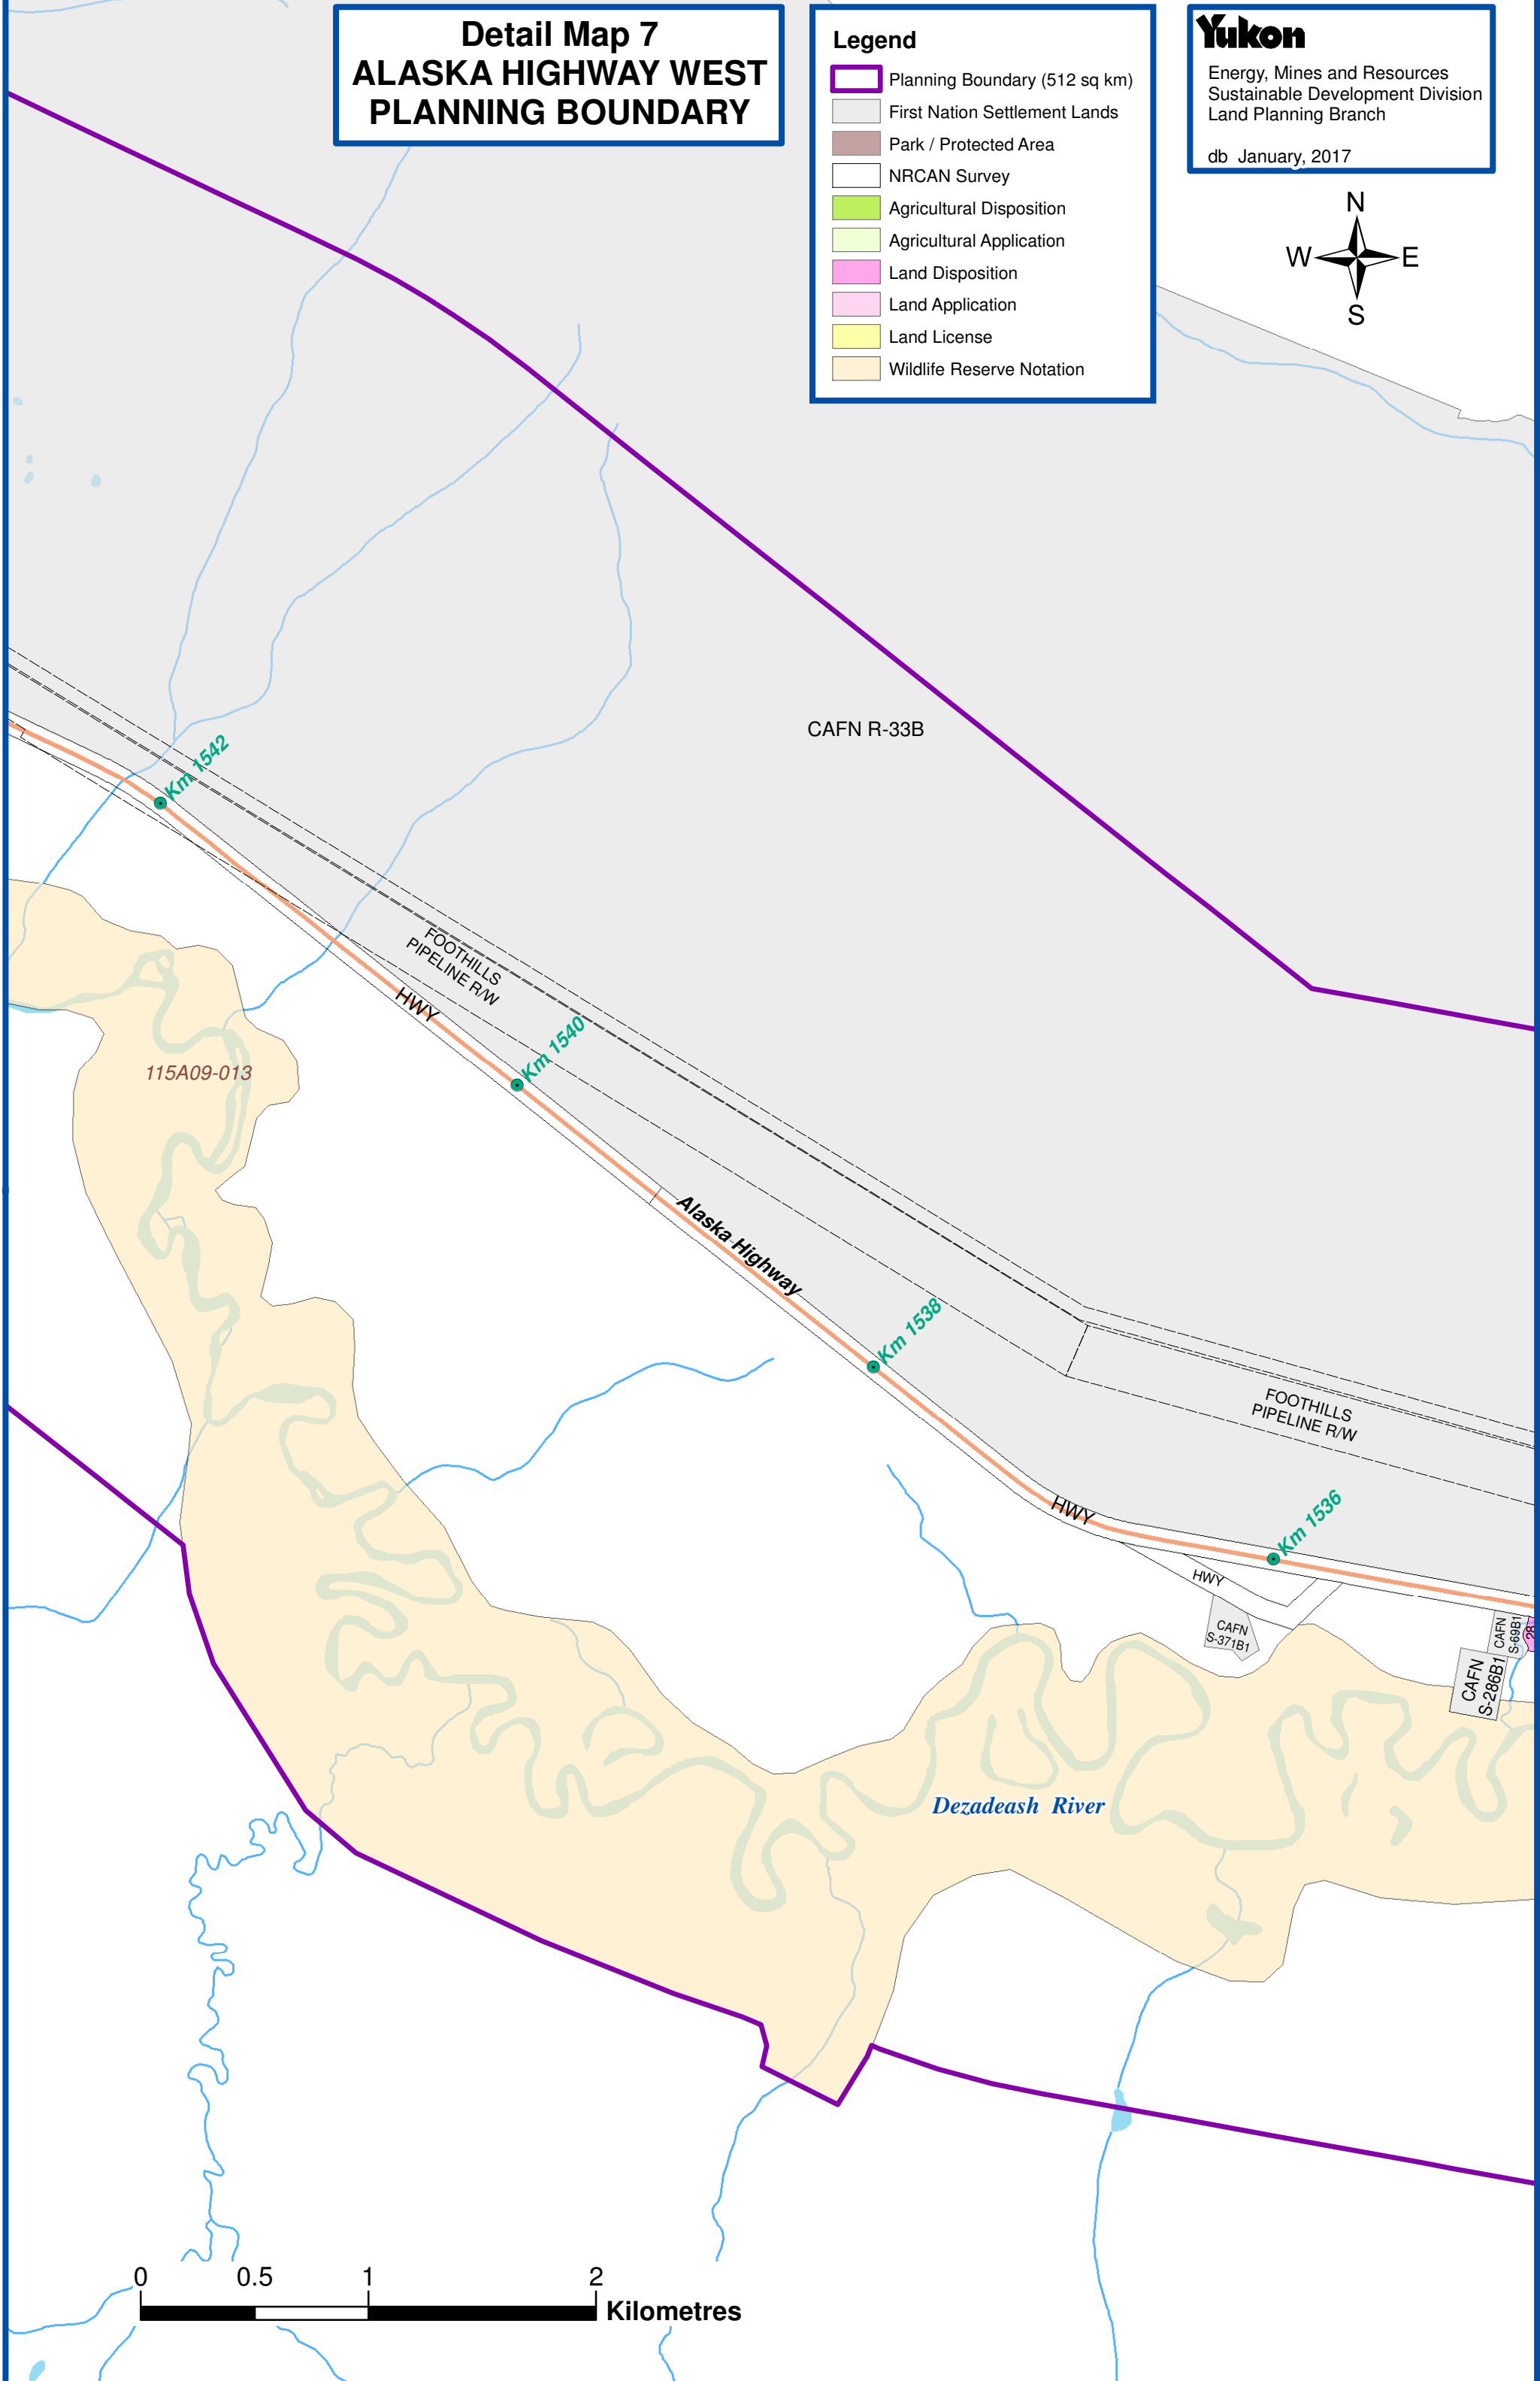 Detail Map 7
ALASKA HIGHWAY WEST
PLANNING BOUNDARY
Legend
Planning Boundary (512 sq km)
First Nation Settlement Lands
Park / Protected Area
NRCAN Survey
Agricultural Disposition
Agricultural Application
Land Disposition
Land Application
Land License
Wildlife Reserve Notation
Yukon
Energy, Mines and Resources
Sustainable Development Division
Land Planning Branch
db January, 2017
N
W E
S
CAFN R-33B
Km 1542
FOOTHILLS
PIPELINE R/W
HWY
Km 1540
115A09-013
Alaska Highway
Km 1538
FOOTHILLS
PIPELINE R/W
HWY
Km 1536
HWY
CAFN
S-371B1
CAFN
S-69B1
28
CAFN
S-286B1
Dezadeash River
0 0.5 1 2
Kilometres